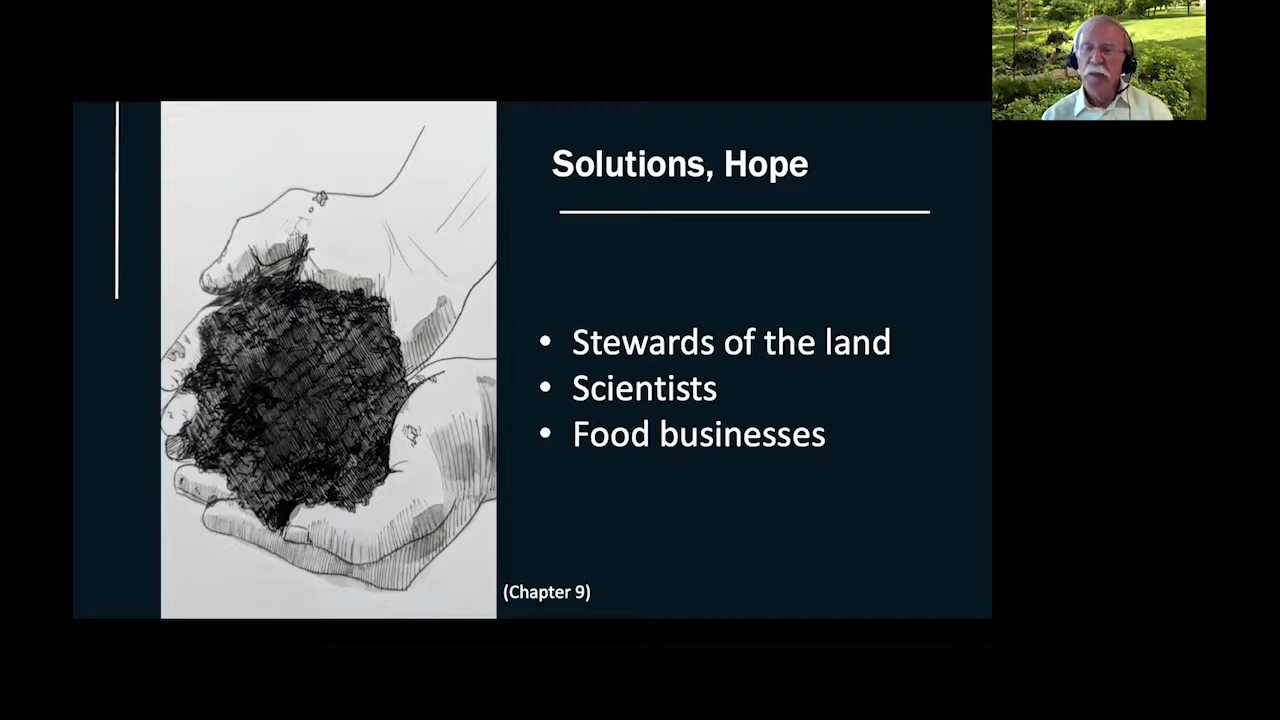 Solutions, Hope
• Stewards of the land
• Scientists
• Food businesses
(Chapter 9)